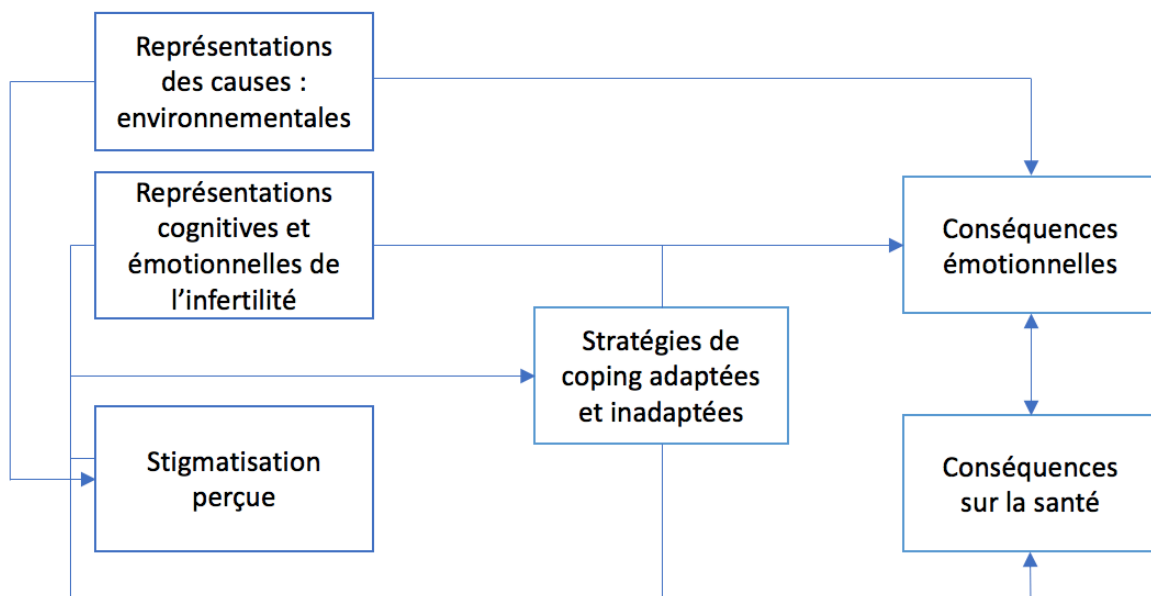 Représentations
des causes :
environnementales
Représentations
cognitives et
émotionnelles de
l’infertilité
Conséquences
émotionnelles
Stratégies de
coping adaptées
et inadaptées
Stigmatisation
perçue
Conséquences
sur la santé